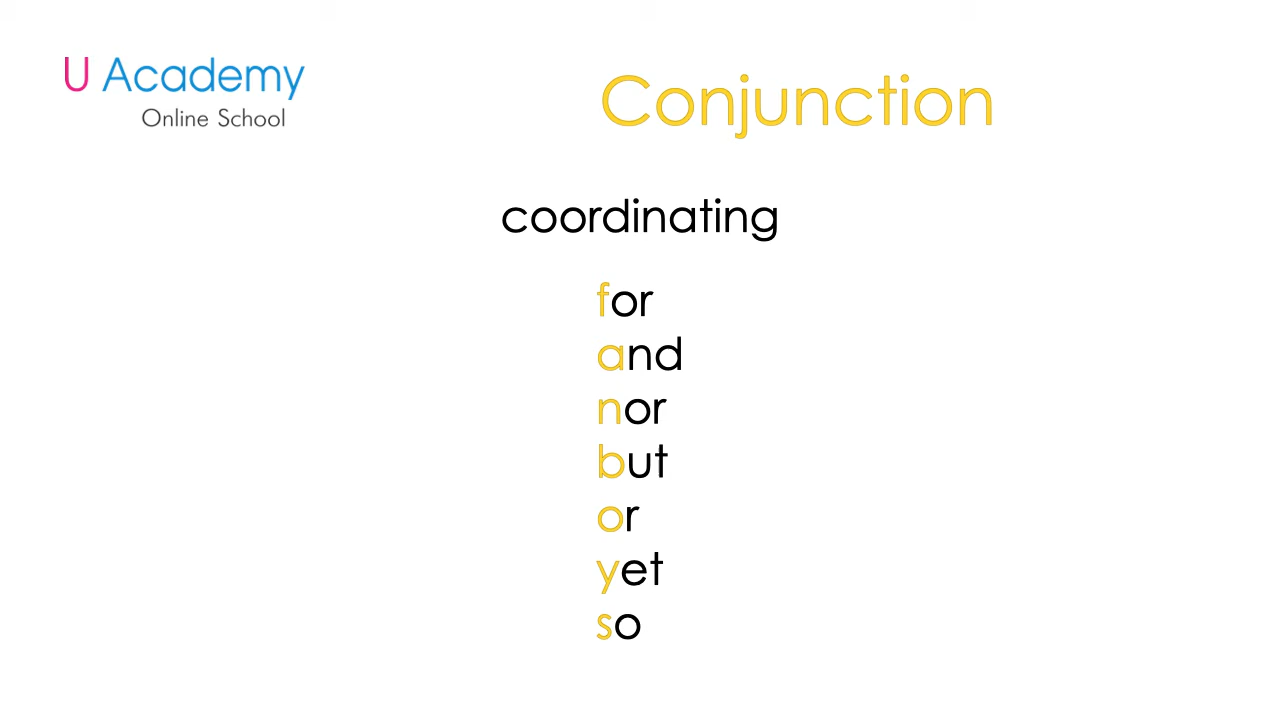 U Academy
Online School
Conjunction
coordinating
for
and
nor
but
or
yet
so